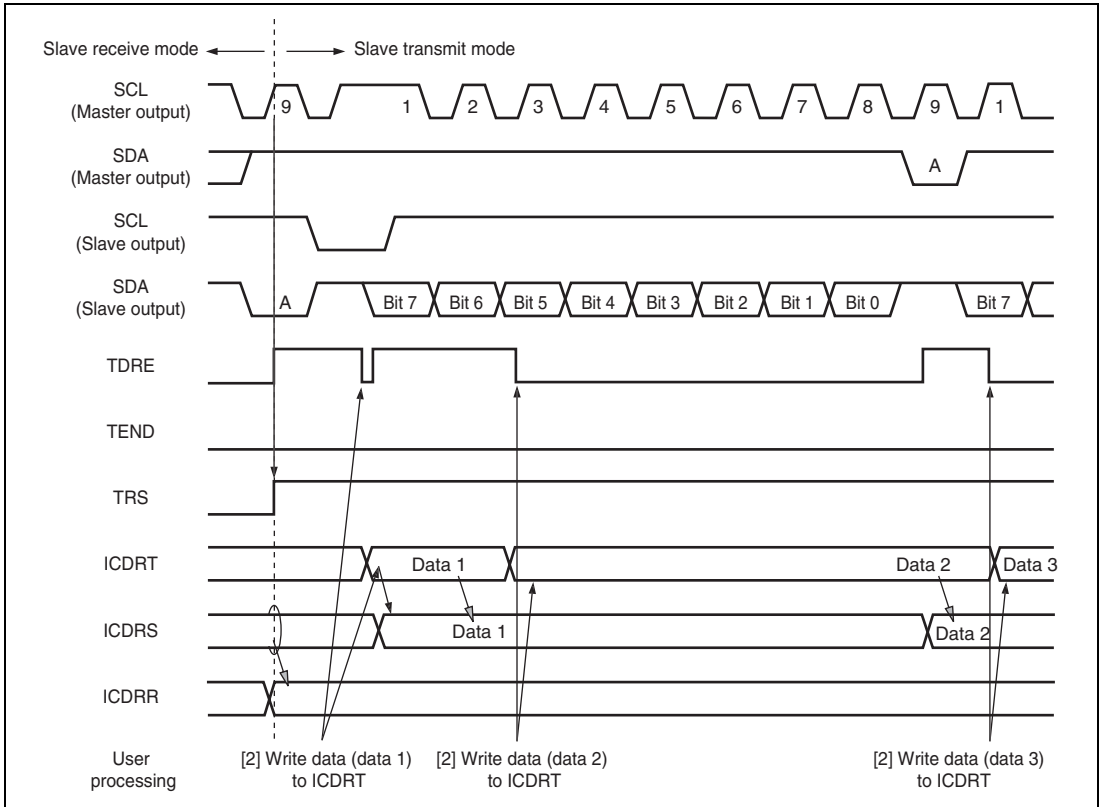 Slave receive mode
Slave transmit mode
SCL
(Master output)
9
1
2
3
4
5
6
7
8
9
1
SDA
(Master output)
A
SCL
(Slave output)
SDA
(Slave output)
A
Bit 7
Bit 6
Bit 5
Bit 4
Bit 3
Bit 2
Bit 1
Bit 0
Bit 7
TDRE
TEND
TRS
ICDRT
Data 1
Data 2
Data 3
ICDRS
Data 1
Data 2
ICDRR
User
processing
[2] Write data (data 1)
to ICDRT
[2] Write data (data 2)
to ICDRT
[2] Write data (data 3)
to ICDRT